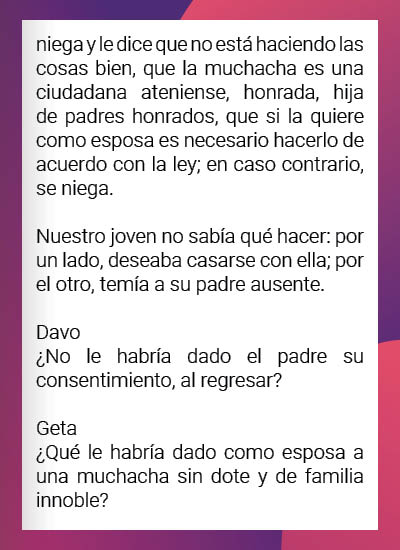 niega y le dice que no está haciendo las
cosas bien, que la muchacha es una
ciudadana ateniense, honrada, hija
de padres honrados, que si la quiere
como esposa es necesario hacerlo de
acuerdo con la ley; en caso contrario,
se niega.
Nuestro joven no sabía qué hacer: por
un lado, deseaba casarse con ella; por
el otro, temía a su padre ausente.
Davo
¿No le habría dado el padre su
consentimiento, al regresar?
Geta
¿Qué le habría dado como esposa a
una muchacha sin dote y de familia
innoble?